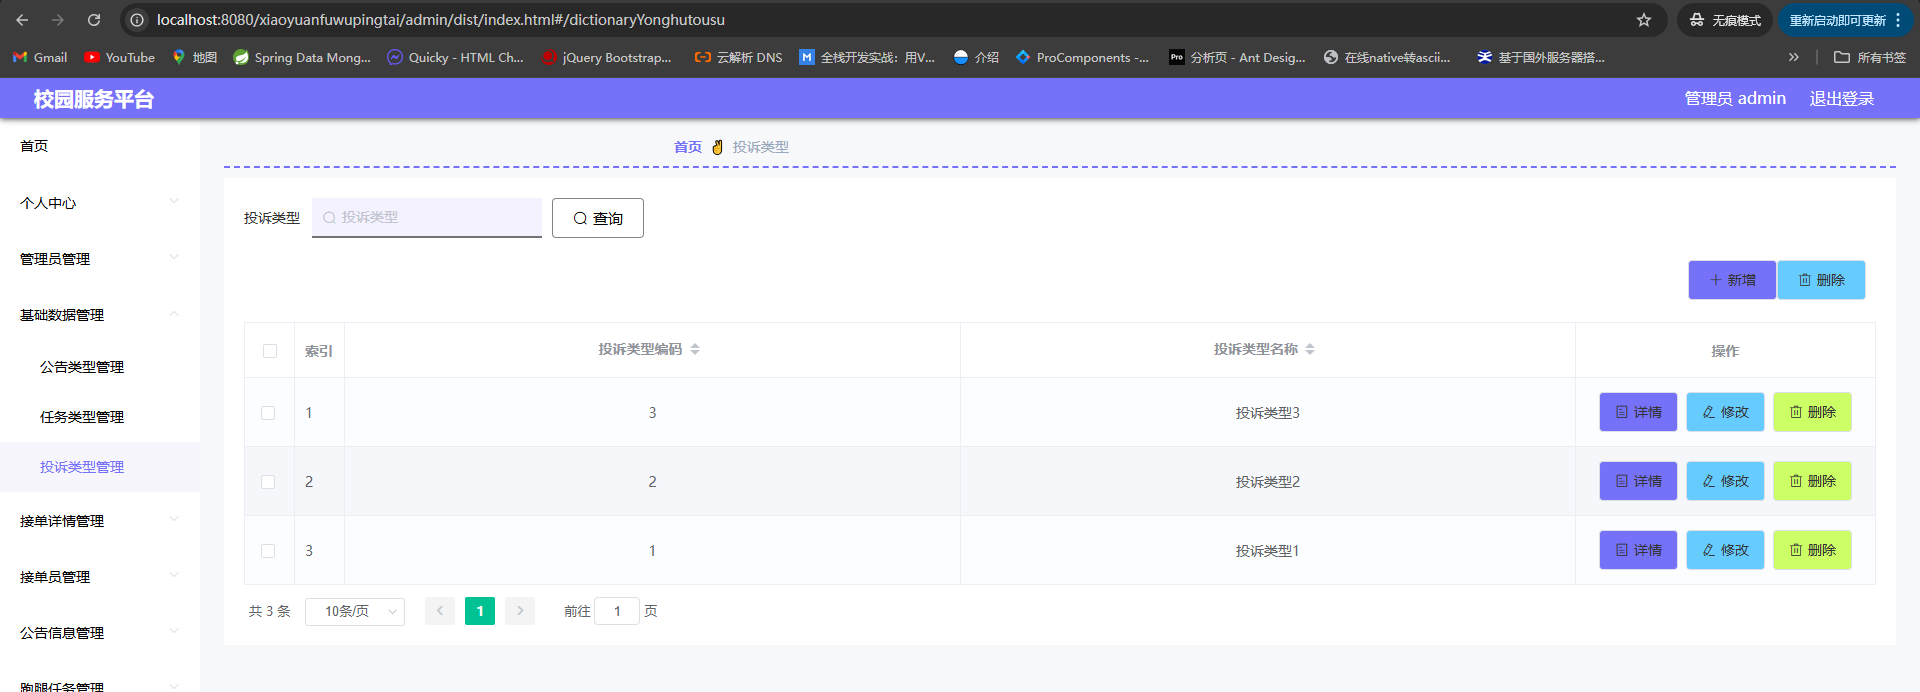 localhost:8080/xiaoyuanfuwupingtai/admin/dist/index.html#/dictionaryYonghutousu
无痕模式
重新启动即可更新
Gmail
YouTube
地图
Spring Data Mong...
Quicky - HTML Ch...
jQuery Bootstrap...
云解析 DNS
全栈开发实战：用V...
介绍
ProComponents -...
Pro
分析页 - Ant Desig...
在线native转ascii...
基于国外服务器搭...
所有书签
校园服务平台
管理员 admin
退出登录
首页
个人中心
管理员管理
基础数据管理
公告类型管理
任务类型管理
投诉类型管理
接单详情管理
接单员管理
公告信息管理
跑腿任务管理
首页 投诉类型
投诉类型 投诉类型 查询
新增 删除
索引 投诉类型编码 投诉类型名称 操作
1 3 投诉类型3 详情 修改 删除
2 2 投诉类型2 详情 修改 删除
3 1 投诉类型1 详情 修改 删除
共 3 条 10条/页 1 前往 1 页